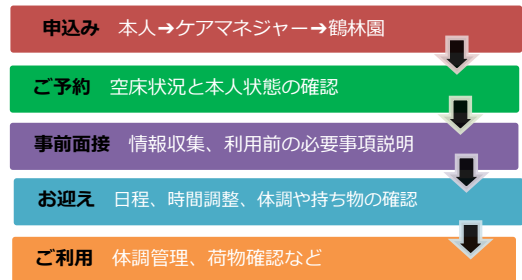 申込み 本人➔ケアマネジャー➔鶴林園
ご予約 空床状況と本人状態の確認
事前面接 情報収集、利用前の必要事項説明
お迎え 日程、時間調整、体調や持ち物の確認
ご利用 体調管理、荷物確認など